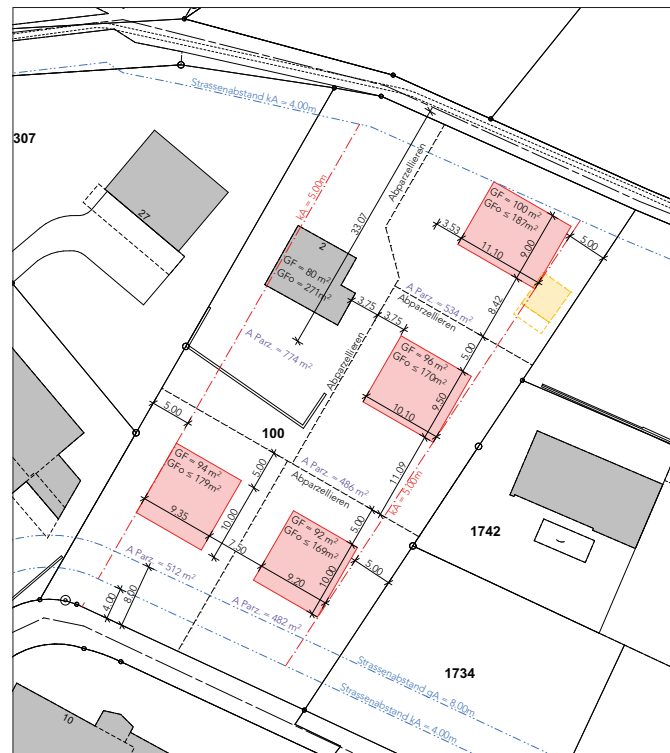 Strassenabstand kA = 4.00m
307
kA = 5.00m
Abparzellieren
27
33.07
GF = 100 m²
GFo ≤ 187m²
3.53
11.10
9.00
5.00
2
GF = 80 m²
GFo = 271m²
A Parz. = 534 m²
8.42
Abparzellieren
3.75
3.75
Abparzellieren
5.00
A Parz. = 774 m²
GF = 96 m²
GFo ≤ 170m²
10.10
9.50
5.00
100
A Parz. = 486 m²
Abparzellieren
11.09
kA = 5.00m
GF = 94 m²
GFo ≤ 179m²
5.00
9.35
10.00
7.50
GF = 92 m²
GFo ≤ 169m²
5.00
9.20
10.00
5.00
1742
A Parz. = 512 m²
4.00
8.00
A Parz. = 482 m²
Strassenabstand gA = 8.00m
Strassenabstand kA = 4.00m
1734
10